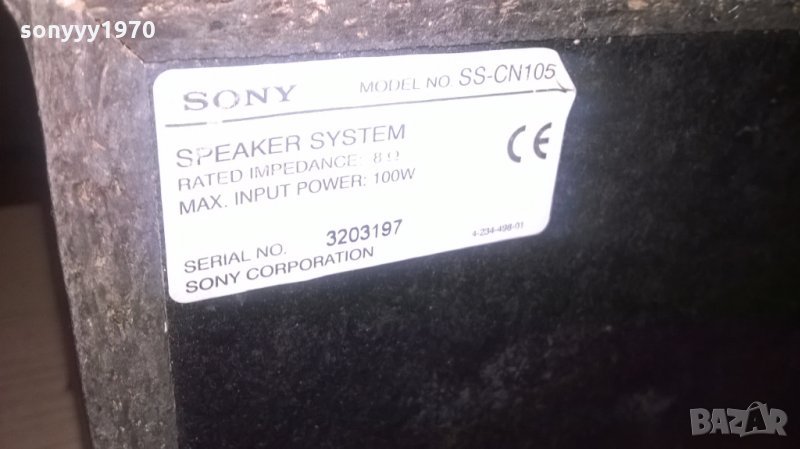 sonyyy1970
SONY MODEL NO. SS-CN105
SPEAKER SYSTEM
RATED IMPEDANCE: 8 Ω
MAX. INPUT POWER: 100W
CE
SERIAL NO. 3203197
4-234-498-01
SONY CORPORATION
BAZAR